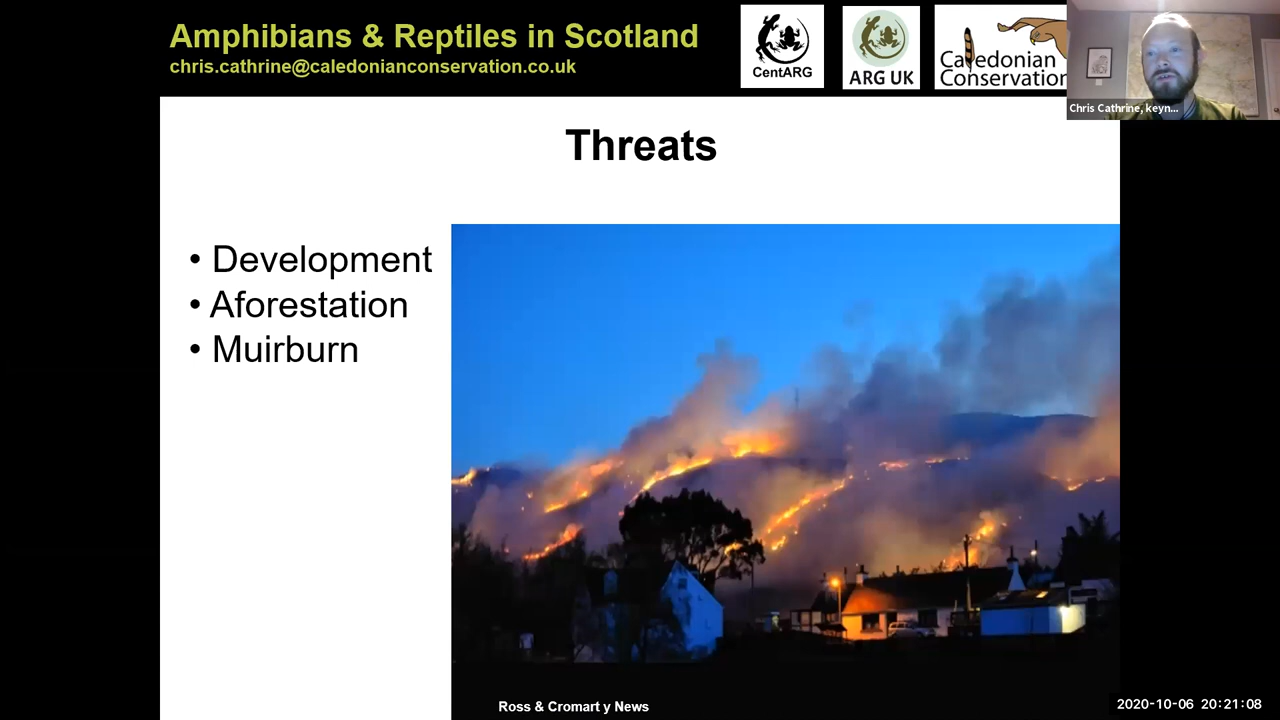 Amphibians & Reptiles in Scotland
chris.cathrine@caledonianconservation.co.uk
CentARG
ARG UK
Caledonian
Conservation
Chris Cathrine, keyn...
Threats
• Development
• Aforestation
• Muirburn
Ross & Cromart y News
2020-10-06 20:21:08